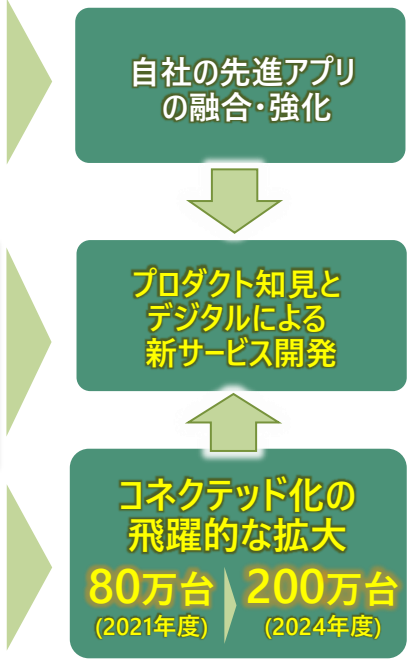 自社の先進アプリ
の融合・強化
プロダクト知見と
デジタルによる
新サービス開発
コネクテッド化の
飛躍的な拡大
80万台 200万台
(2021年度) (2024年度)